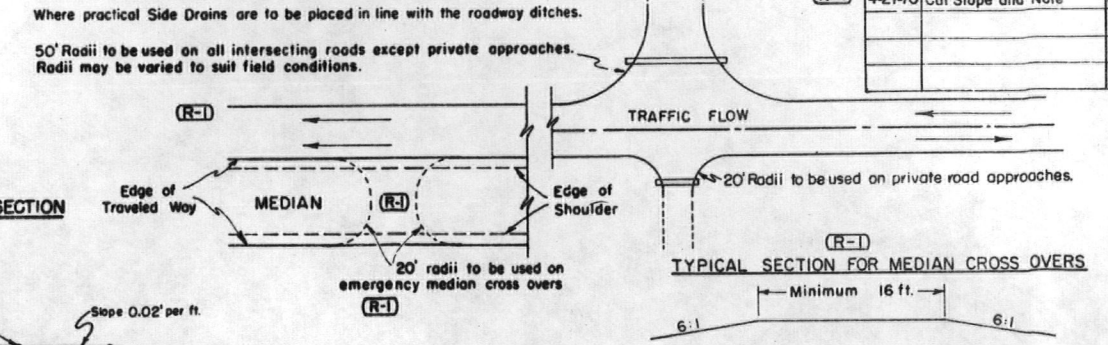 Where practical Side Drains are to be placed in line with the roadway ditches.
50' Radii to be used on all intersecting roads except private approaches.
Radii may be varied to suit field conditions.
(R-1)
4-21-70 Cut Slope and Note
TRAFFIC FLOW
20' Radii to be used on private road approaches.
Edge of
Traveled Way
SECTION
MEDIAN
(R-1)
Edge of
Shoulder
20' radii to be used on
emergency median cross overs
(R-1)
(R-1)
TYPICAL SECTION FOR MEDIAN CROSS OVERS
Minimum 16 ft.
6:1
6:1
Slope 0.02' per ft.